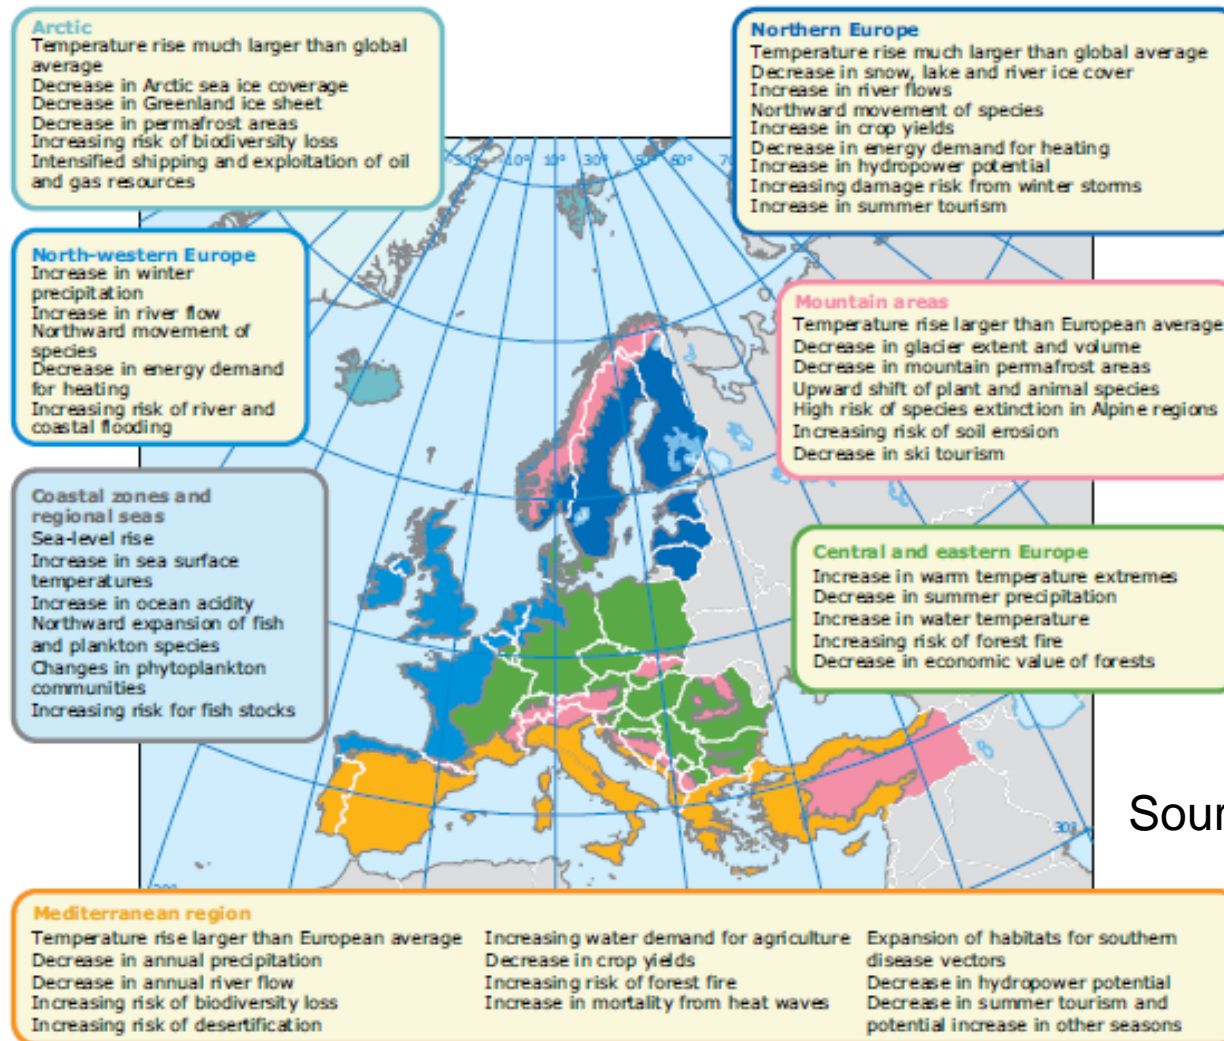 Arctic
Temperature rise much larger than global
average
Decrease in Arctic sea ice coverage
Decrease in Greenland ice sheet
Decrease in permafrost areas
Increasing risk of biodiversity loss
Intensified shipping and exploitation of oil
and gas resources
Northern Europe
Temperature rise much larger than global average
Decrease in snow, lake and river ice cover
Increase in river flows
Northward movement of species
Increase in crop yields
Decrease in energy demand for heating
Increase in hydropower potential
Increasing damage risk from winter storms
Increase in summer tourism
-10° 10° 30° 50° 60° 70
North-western Europe
Increase in winter
precipitation
Increase in river flow
Northward movement of
species
Decrease in energy demand
for heating
Increasing risk of river and
coastal flooding
Mountain areas
Temperature rise larger than European average
Decrease in glacier extent and volume
Decrease in mountain permafrost areas
Upward shift of plant and animal species
High risk of species extinction in Alpine regions
Increasing risk of soil erosion
Decrease in ski tourism
Coastal zones and
regional seas
Sea-level rise
Increase in sea surface
temperatures
Increase in ocean acidity
Northward expansion of fish
and plankton species
Changes in phytoplankton
communities
Increasing risk for fish stocks
Central and eastern Europe
Increase in warm temperature extremes
Decrease in summer precipitation
Increase in water temperature
Increasing risk of forest fire
Decrease in economic value of forests
Sour
30°
Mediterranean region
Temperature rise larger than European average
Decrease in annual precipitation
Decrease in annual river flow
Increasing risk of biodiversity loss
Increasing risk of desertification
Increasing water demand for agriculture
Decrease in crop yields
Increasing risk of forest fire
Increase in mortality from heat waves
Expansion of habitats for southern
disease vectors
Decrease in hydropower potential
Decrease in summer tourism and
potential increase in other seasons